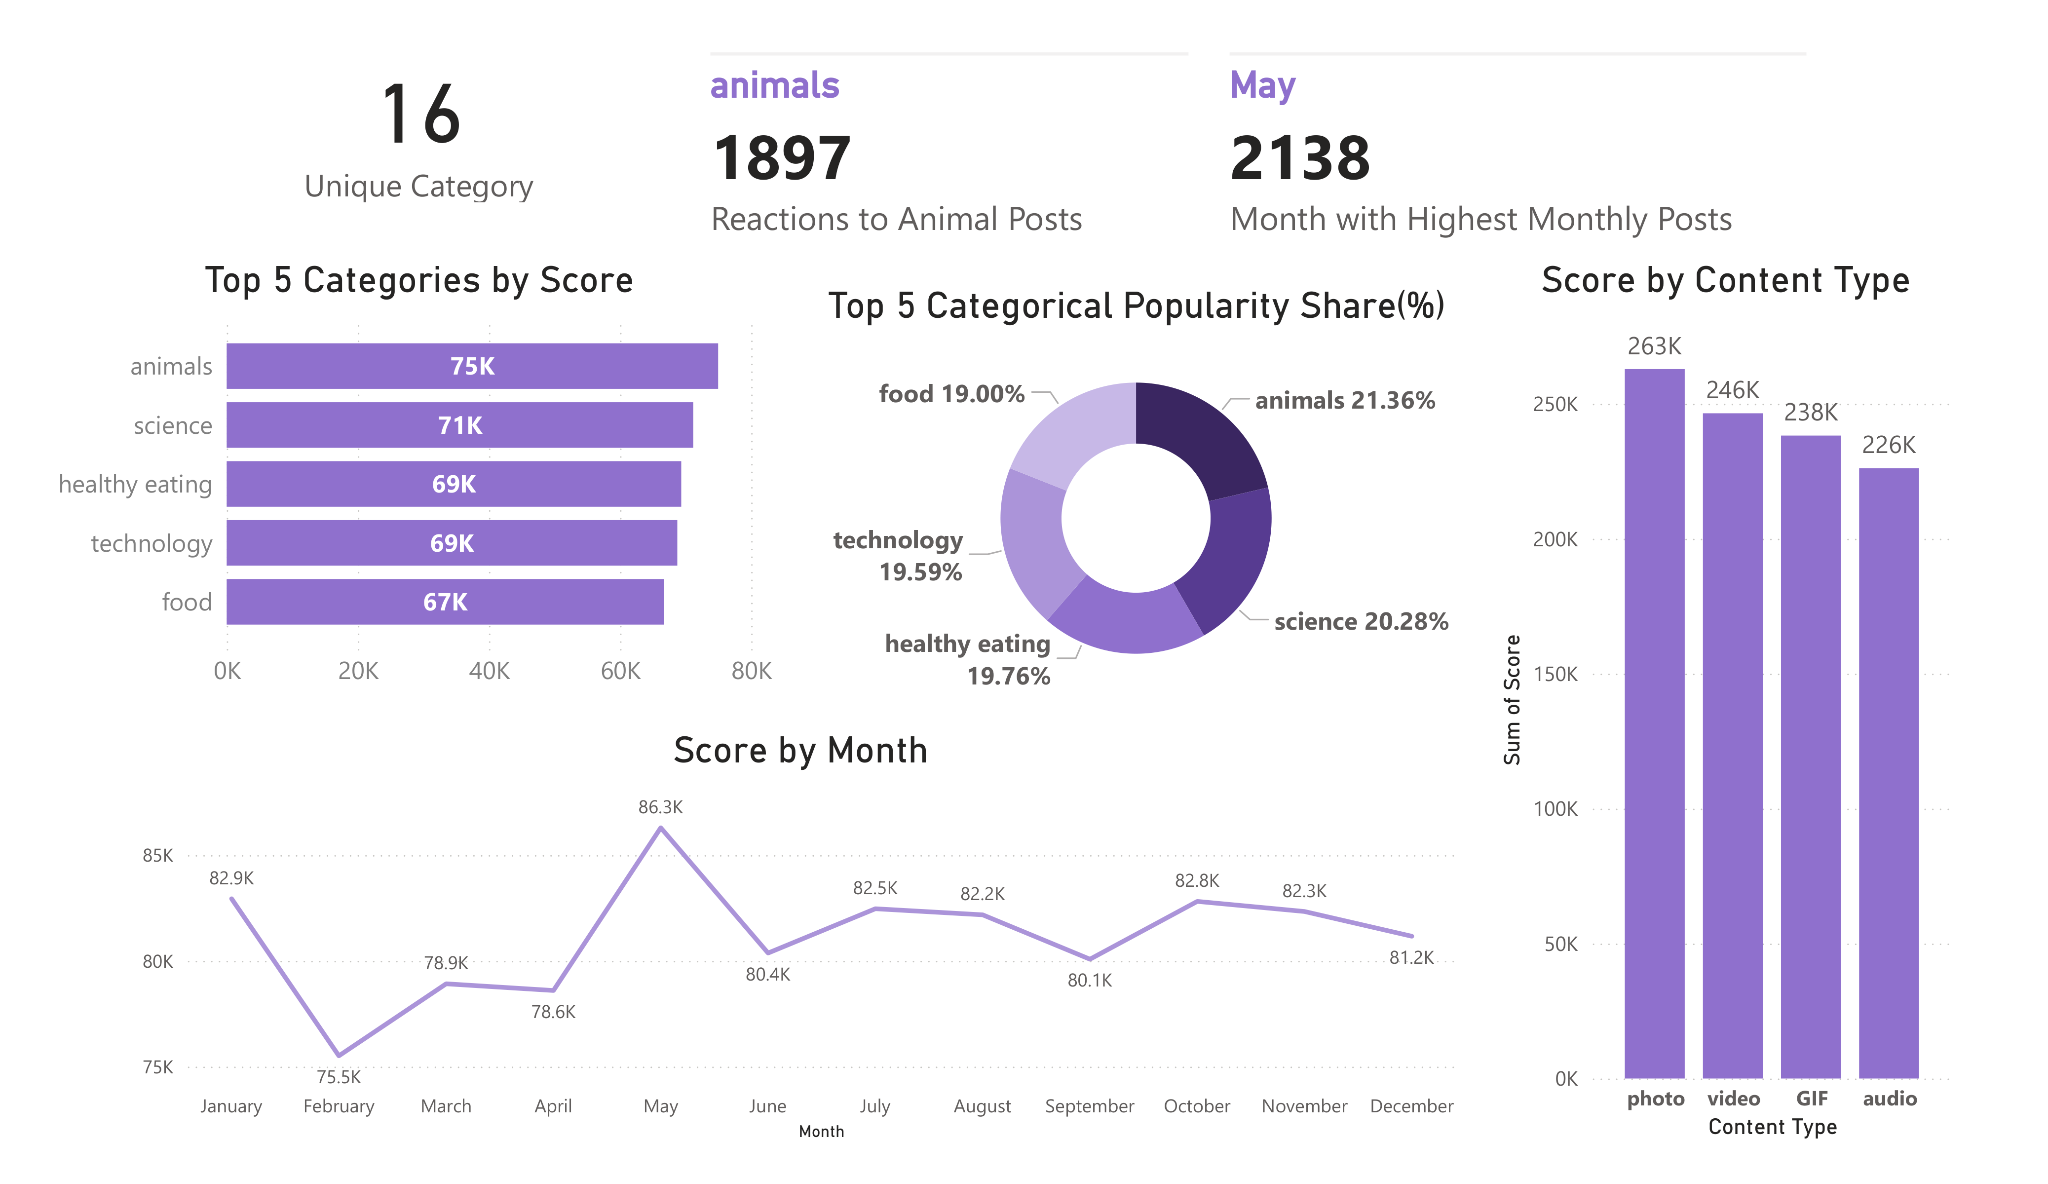 16
Unique Category
animals
1897
Reactions to Animal Posts
May
2138
Month with Highest Monthly Posts
Top 5 Categories by Score
animals
75K
science
71K
healthy eating
69K
technology
69K
food
67K
0K
20K
40K
60K
80K
Top 5 Categorical Popularity Share(%)
food 19.00%
animals 21.36%
technology
19.59%
science 20.28%
healthy eating
19.76%
Score by Content Type
263K
246K
238K
226K
250K
200K
150K
100K
50K
0K
Sum of Score
photo
video
GIF
audio
Content Type
Score by Month
85K
80K
75K
82.9K
75.5K
78.9K
78.6K
86.3K
80.4K
82.5K
82.2K
80.1K
82.8K
82.3K
81.2K
January
February
March
April
May
June
July
August
September
October
November
December
Month